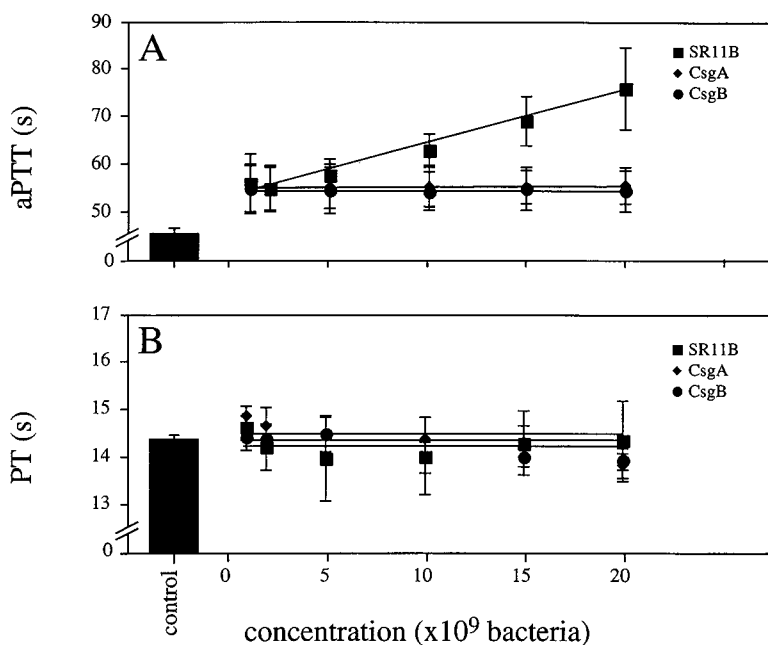 90
A
SR11B
80
CsgA
CsgB
70
aPTT (s)
60
50
0
17
B
SR11B
16
CsgA
CsgB
15
PT (s)
14
13
0
control
0 5 10 15 20
concentration (x10⁹ bacteria)